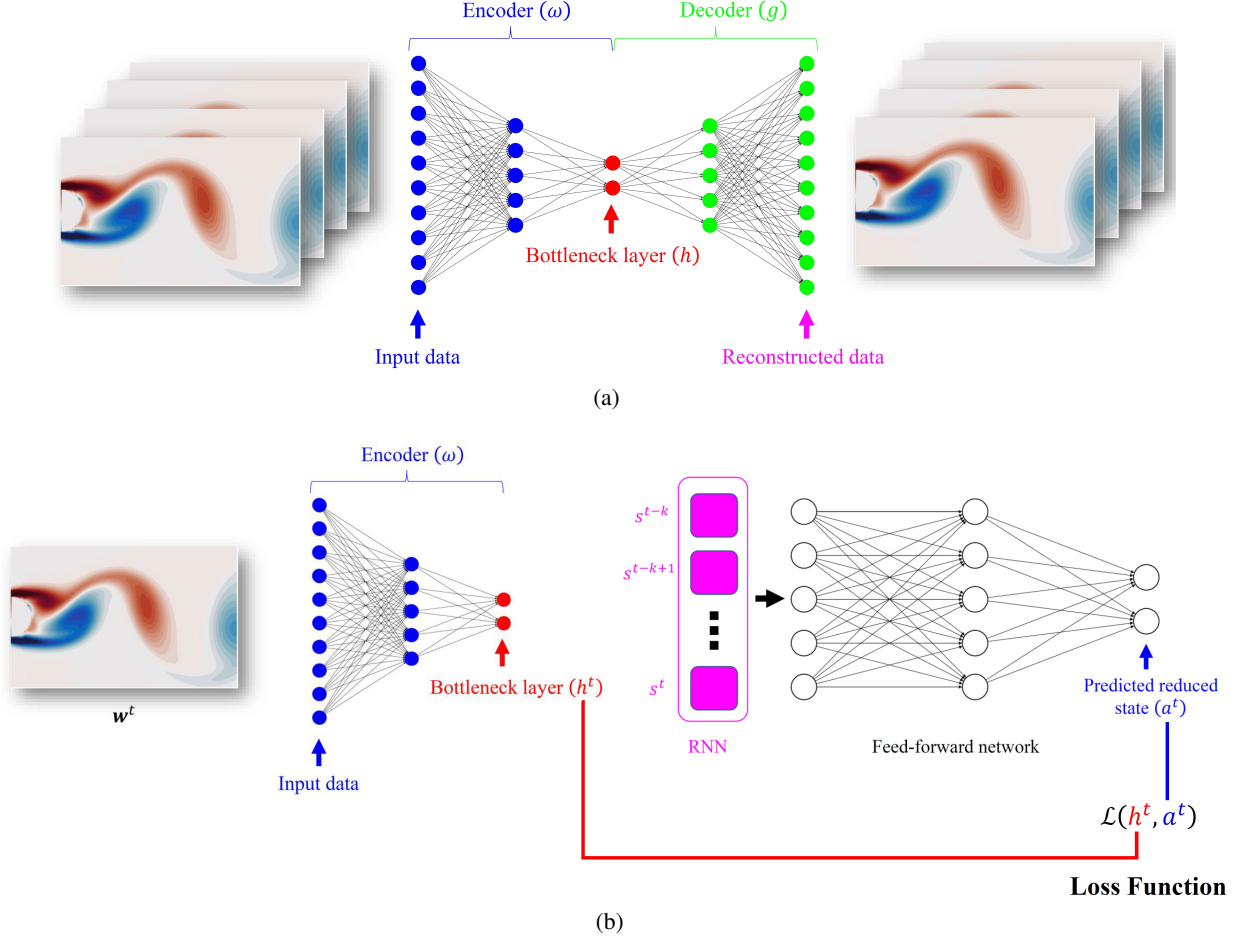 Encoder (ω)
Decoder (g)
Bottleneck layer (h)
Input data
Reconstructed data
(a)
Encoder (ω)
s^{t−k}
s^{t−k+1}
s^t
RNN
Bottleneck layer (h^t)
w^t
Input data
Feed-forward network
Predicted reduced
state (a^t)
ℒ(h^t, a^t)
Loss Function
(b)